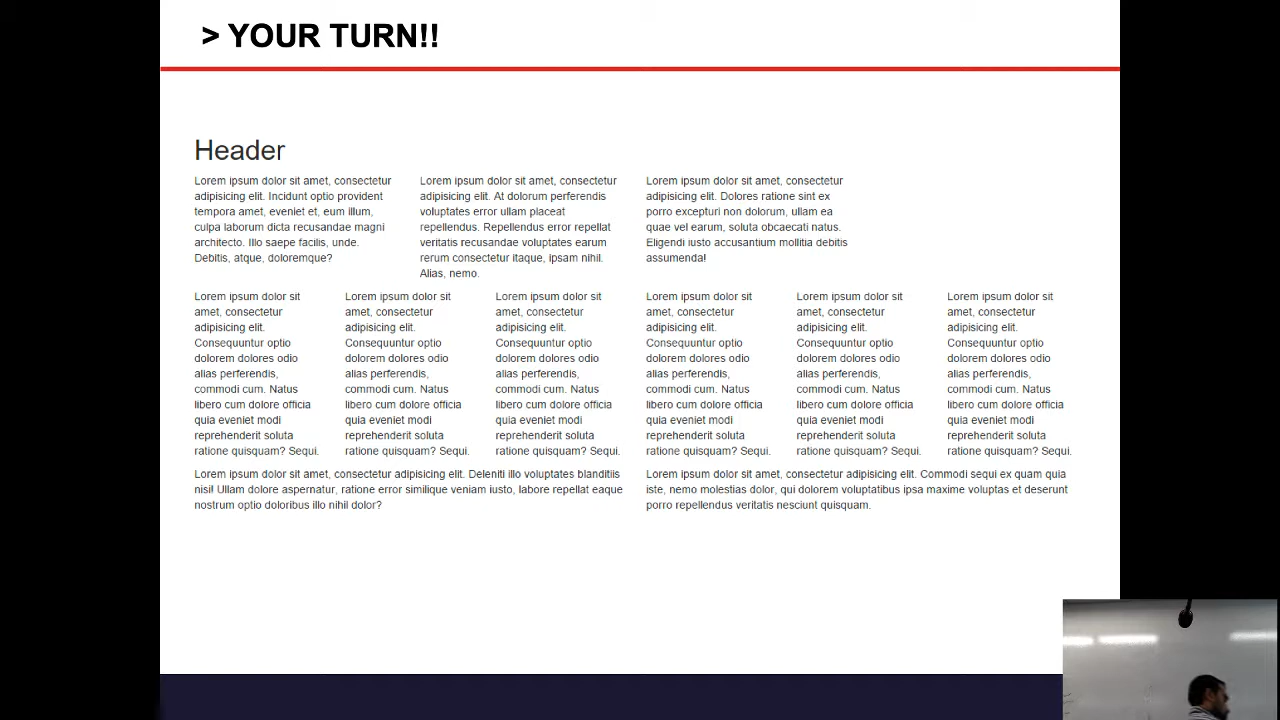 > YOUR TURN!!
Header
Lorem ipsum dolor sit amet, consectetur
adipisicing elit. Incidunt optio provident
tempora amet, eveniet et, eum illum,
culpa laborum dicta recusandae magni
architecto. Illo saepe facilis, unde.
Debitis, atque, doloremque?
Lorem ipsum dolor sit amet, consectetur
adipisicing elit. At dolorum perferendis
voluptates error ullam placeat
repellendus. Repellendus error repellat
veritatis recusandae voluptates earum
rerum consectetur itaque, ipsam nihil.
Alias, nemo.
Lorem ipsum dolor sit amet, consectetur
adipisicing elit. Dolores ratione sint ex
porro excepturi non dolorum, ullam ea
quae vel earum, soluta obcaecati natus.
Eligendi iusto accusantium mollitia debitis
assumenda!
Lorem ipsum dolor sit
amet, consectetur
adipisicing elit.
Consequuntur optio
dolorem dolores odio
alias perferendis,
commodi cum. Natus
libero cum dolore officia
quia eveniet modi
reprehenderit soluta
ratione quisquam? Sequi.
Lorem ipsum dolor sit
amet, consectetur
adipisicing elit.
Consequuntur optio
dolorem dolores odio
alias perferendis,
commodi cum. Natus
libero cum dolore officia
quia eveniet modi
reprehenderit soluta
ratione quisquam? Sequi.
Lorem ipsum dolor sit
amet, consectetur
adipisicing elit.
Consequuntur optio
dolorem dolores odio
alias perferendis,
commodi cum. Natus
libero cum dolore officia
quia eveniet modi
reprehenderit soluta
ratione quisquam? Sequi.
Lorem ipsum dolor sit
amet, consectetur
adipisicing elit.
Consequuntur optio
dolorem dolores odio
alias perferendis,
commodi cum. Natus
libero cum dolore officia
quia eveniet modi
reprehenderit soluta
ratione quisquam? Sequi.
Lorem ipsum dolor sit
amet, consectetur
adipisicing elit.
Consequuntur optio
dolorem dolores odio
alias perferendis,
commodi cum. Natus
libero cum dolore officia
quia eveniet modi
reprehenderit soluta
ratione quisquam? Sequi.
Lorem ipsum dolor sit
amet, consectetur
adipisicing elit.
Consequuntur optio
dolorem dolores odio
alias perferendis,
commodi cum. Natus
libero cum dolore officia
quia eveniet modi
reprehenderit soluta
ratione quisquam? Sequi.
Lorem ipsum dolor sit amet, consectetur adipisicing elit. Deleniti illo voluptates blanditiis
nisi! Ullam dolore aspernatur, ratione error similique veniam iusto, labore repellat eaque
nostrum optio doloribus illo nihil dolor?
Lorem ipsum dolor sit amet, consectetur adipisicing elit. Commodi sequi ex quam quia
iste, nemo molestias dolor, qui dolorem voluptatibus ipsa maxime voluptas et deserunt
porro repellendus veritatis nesciunt quisquam.